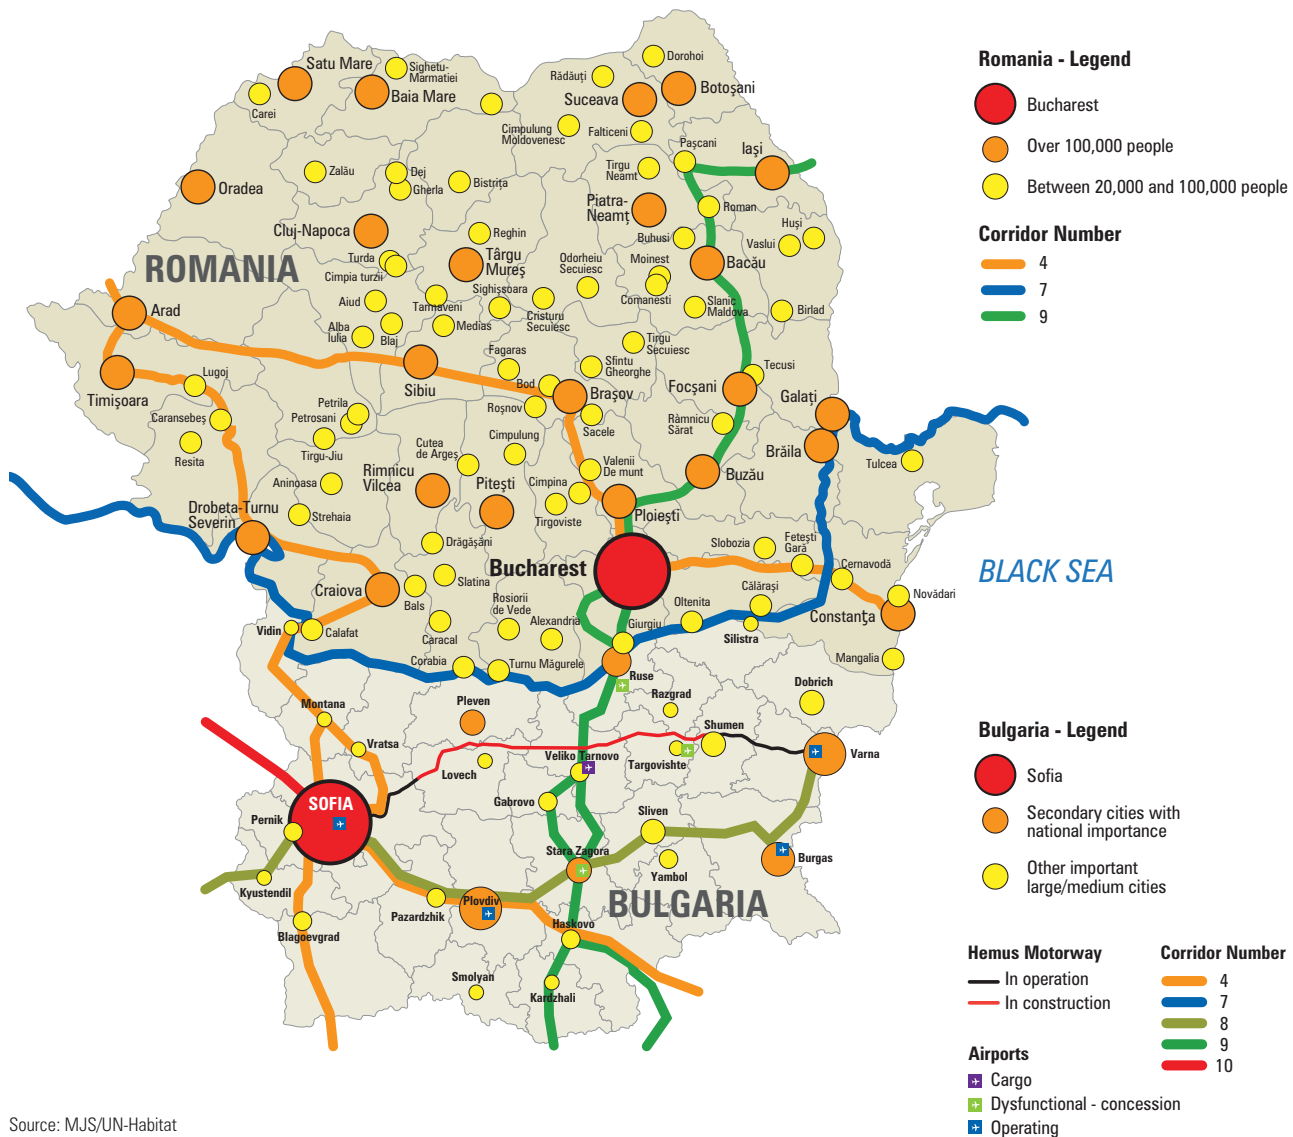 Satu Mare
Sighetu-
Marmatiei
Baia Mare
Carei
Dorohoi
Rădăuți
Suceava
Botoşani
Cimpulung
Moldovenesc
Falticeni
Paşcani
Iaşi
Tirgu
Neamt
Zalău
Dej
Gherla
Bistrița
Oradea
Piatra-
Neamț
Roman
Huşi
Vaslui
Buhusi
Cluj-Napoca
Reghin
ROMANIA
Turda
Cimpia turzii
Târgu
Mureş
Odorheiu
Secuiesc
Moinest
Comanesti
Bacău
Slanic
Maldova
Birlad
Sighişsoara
Cristuru
Secuiesc
Tarnaveni
Aiud
Alba
Iulia
Blaj
Medias
Arad
Tirgu
Secuiesc
Fagaras
Sfintu
Gheorghe
Bod
Braşov
Tecusi
Focşani
Galați
Lugoj
Timişoara
Sibiu
Petrila
Petrosani
Roşnov
Sacele
Râmnicu
Sărat
Caransebeş
Resita
Tirgu-Jiu
Cutea
de Argeş
Cimpulung
Brăila
Tulcea
Rimnicu
Vilcea
Piteşti
Valenii
De munt
Cimpina
Tirgoviste
Buzău
Ploieşti
Aninoasa
Strehaia
Drobeta-Turnu
Severin
Drăgăşani
Bucharest
Slobozia
Feteşti
Gară
Cernavodă
Novădari
Craiova
Bals
Slatina
Călăraşi
Constanța
Rosiorii
de Vede
Alexandria
Oltenita
Giurgiu
Silistra
Vidin
Calafat
Caracal
Corabia
Turnu Măgurele
Mangalia
Ruse
Razgrad
Dobrich
Montana
Pleven
Shumen
Vratsa
Lovech
Veliko Tarnovo
Targovishte
Varna
SOFIA
Pernik
Gabrovo
Sliven
Stara Zagora
Yambol
Burgas
Kyustendil
Pazardzhik
Plovdiv
BULGARIA
Blagoevgrad
Haskovo
Smolyan
Kardzhali
BLACK SEA
Romania - Legend
Bucharest
Over 100,000 people
Between 20,000 and 100,000 people
Corridor Number
4
7
9
Bulgaria - Legend
Sofia
Secondary cities with
national importance
Other important
large/medium cities
Hemus Motorway
In operation
In construction
Airports
Cargo
Dysfunctional - concession
Operating
Corridor Number
4
7
8
9
10
Source: MJS/UN-Habitat